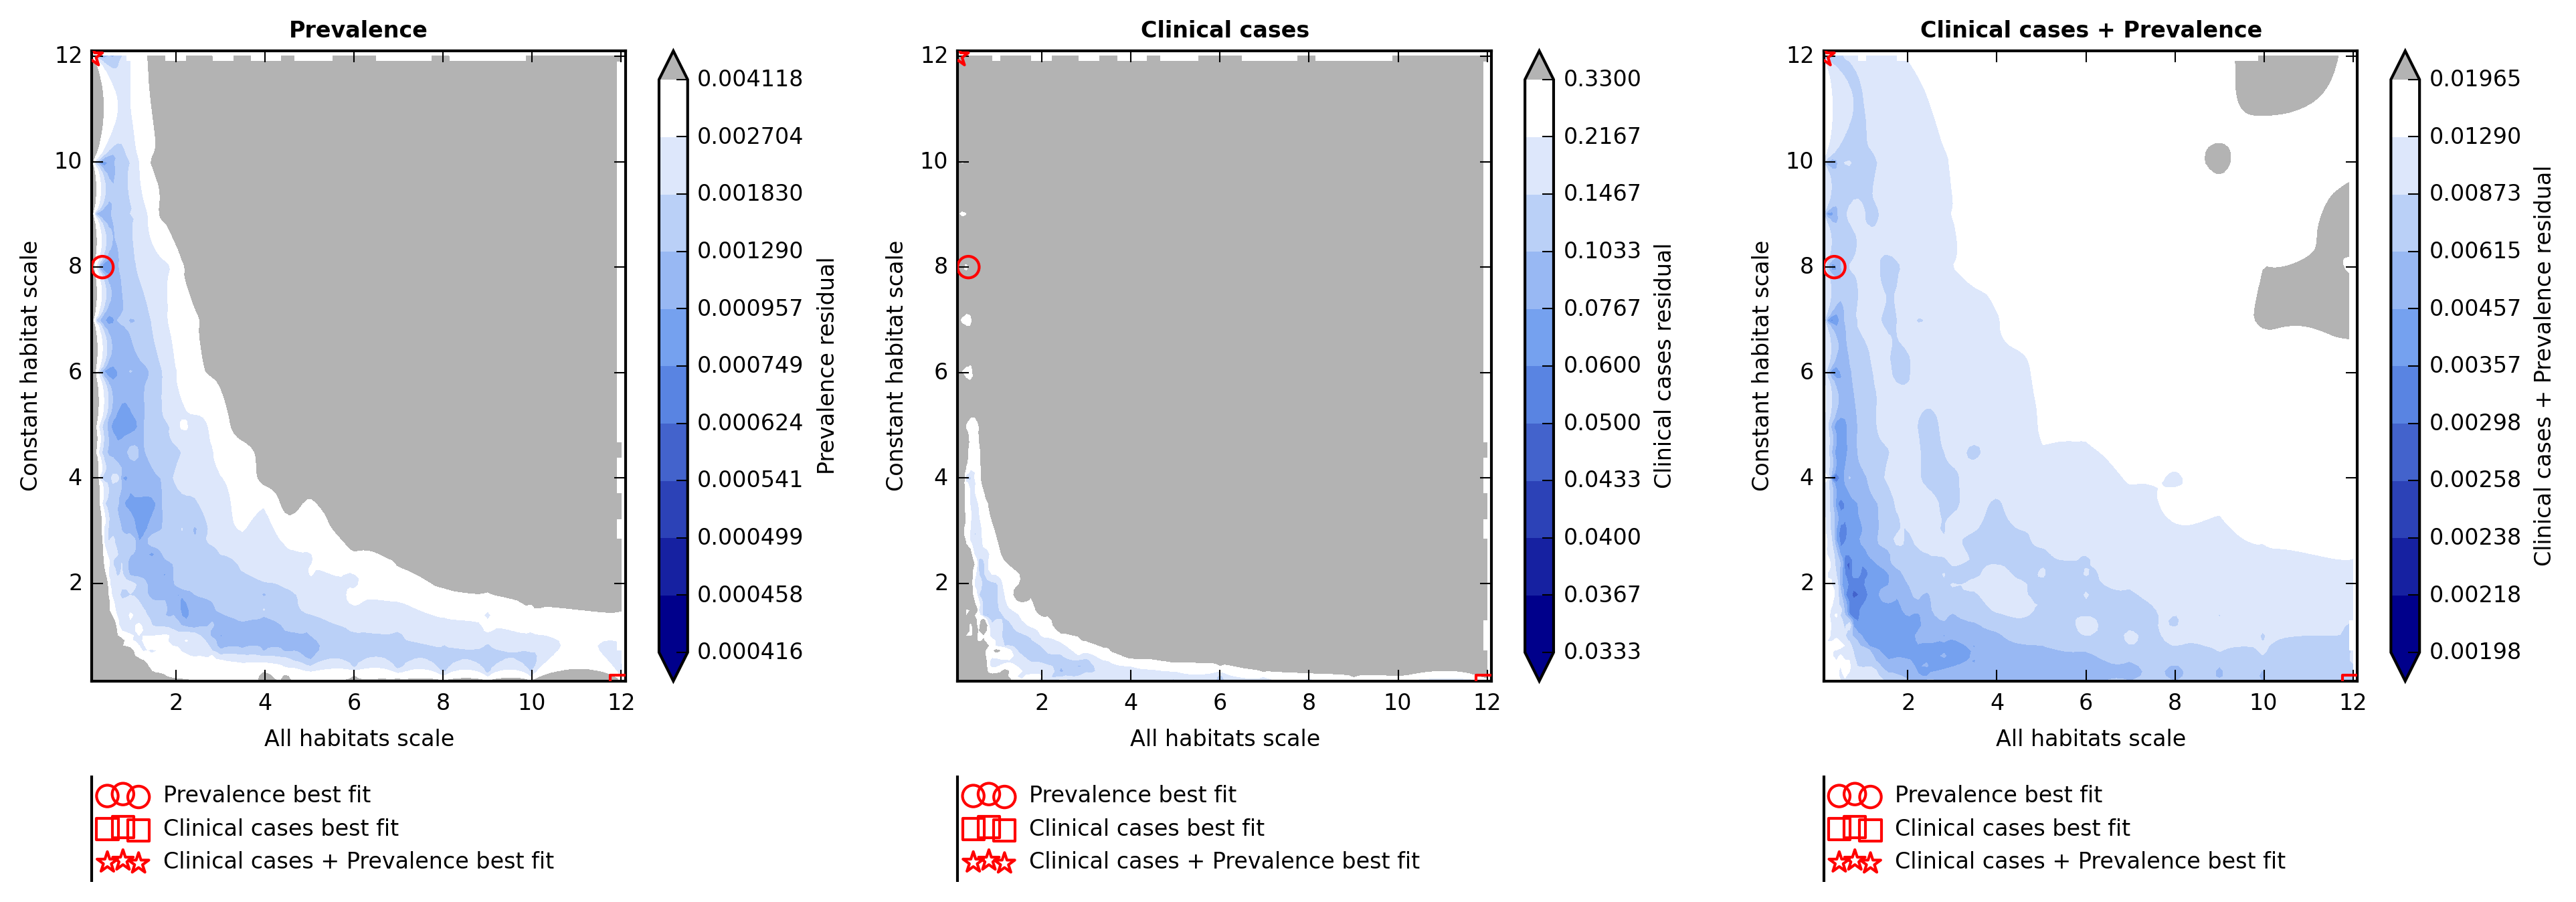 Prevalence
12
10
8
6
4
2
2 4 6 8 10 12
Constant habitat scale
All habitats scale
0.004118
0.002704
0.001830
0.001290
0.000957
0.000749
0.000624
0.000541
0.000499
0.000458
0.000416
Prevalence residual
Prevalence best fit
Clinical cases best fit
Clinical cases + Prevalence best fit
Clinical cases
12
10
8
6
4
2
2 4 6 8 10 12
Constant habitat scale
All habitats scale
0.3300
0.2167
0.1467
0.1033
0.0767
0.0600
0.0500
0.0433
0.0400
0.0367
0.0333
Clinical cases residual
Prevalence best fit
Clinical cases best fit
Clinical cases + Prevalence best fit
Clinical cases + Prevalence
12
10
8
6
4
2
2 4 6 8 10 12
Constant habitat scale
All habitats scale
0.01965
0.01290
0.00873
0.00615
0.00457
0.00357
0.00298
0.00258
0.00238
0.00218
0.00198
Clinical cases + Prevalence residual
Prevalence best fit
Clinical cases best fit
Clinical cases + Prevalence best fit